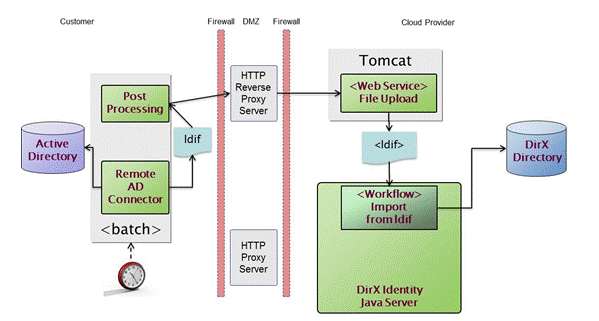 Customer
Firewall
DMZ
Firewall
Cloud Provider
Tomcat
HTTP
Reverse
Proxy
Server
<Web Service>
File Upload
Post
Processing
ldif
<ldif>
Active
Directory
DirX
Directory
Remote
AD
Connector
<Workflow>
Import
from ldif
<batch>
HTTP
Proxy
Server
DirX Identity
Java Server